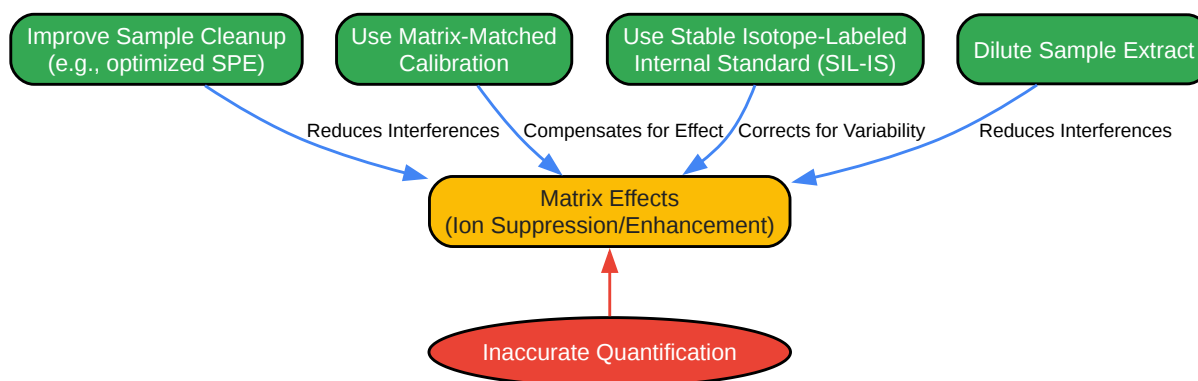 Improve Sample Cleanup
(e.g., optimized SPE)
Use Matrix-Matched
Calibration
Use Stable Isotope-Labeled
Internal Standard (SIL-IS)
Dilute Sample Extract
Reduces Interferences
Compensates for Effect
Corrects for Variability
Reduces Interferences
Matrix Effects
(Ion Suppression/Enhancement)
Inaccurate Quantification